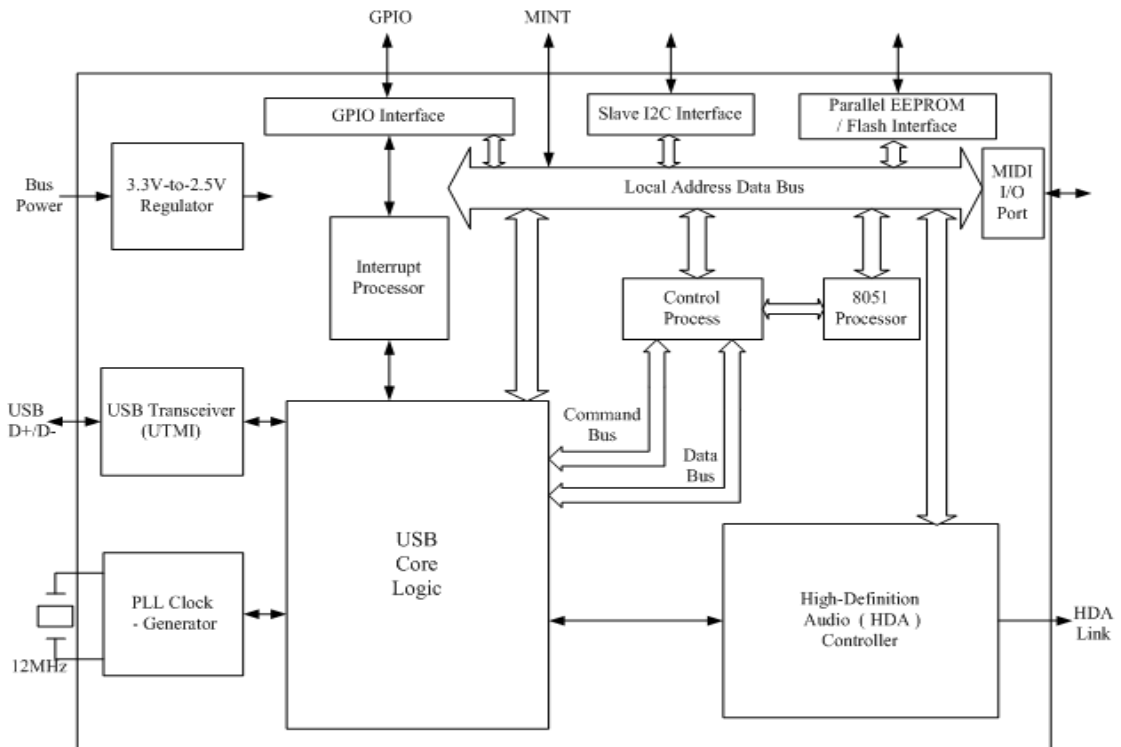 GPIO
MINT
GPIO Interface
Slave I2C Interface
Parallel EEPROM
/ Flash Interface
Bus
Power
3.3V-to-2.5V
Regulator
Local Address Data Bus
MIDI
I/O
Port
Interrupt
Processor
Control
Process
8051
Processor
USB
D+/D-
USB Transceiver
(UTMI)
Command
Bus
Data
Bus
USB
Core
Logic
PLL Clock
- Generator
12MHz
High-Definition
Audio ( HDA )
Controller
HDA
Link